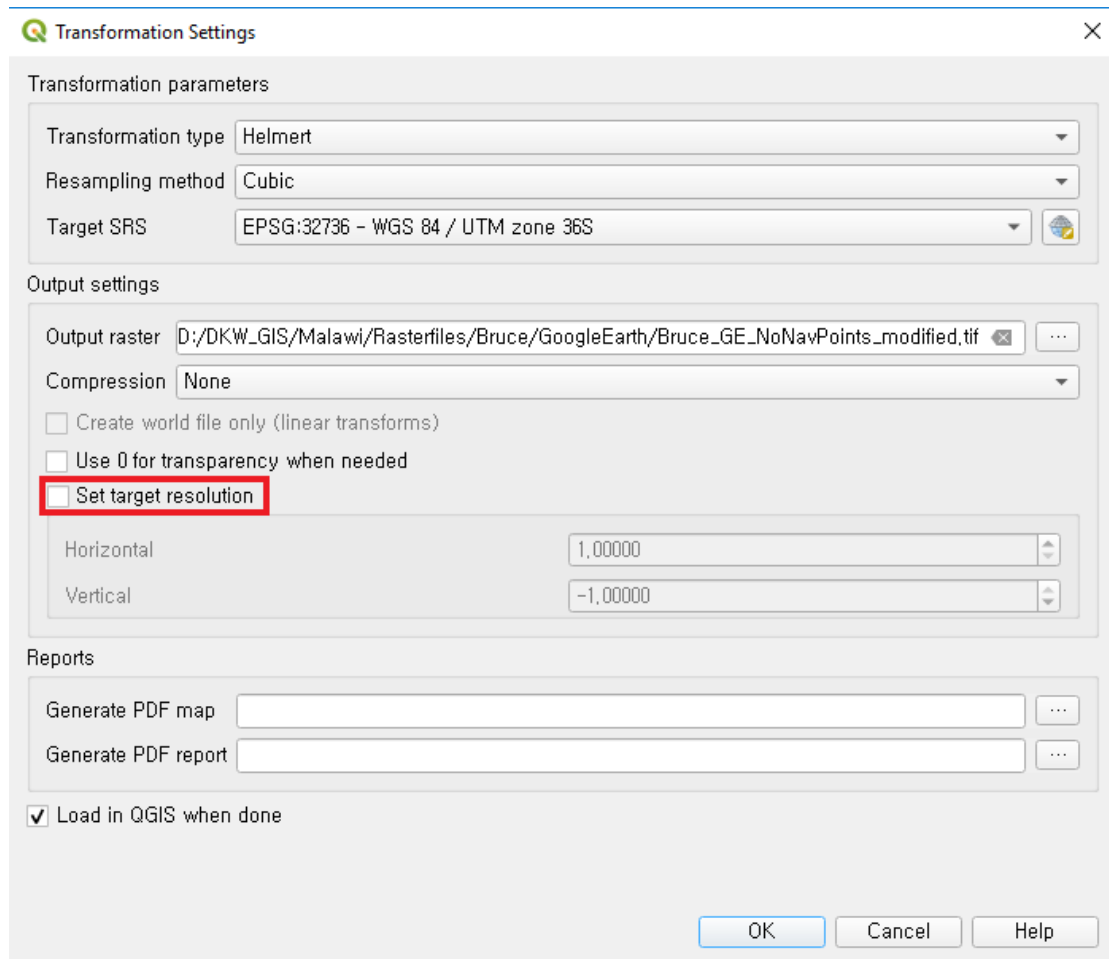 Transformation Settings
Transformation parameters
Transformation type Helmert
Resampling method Cubic
Target SRS EPSG:32736 - WGS 84 / UTM zone 36S
Output settings
Output raster D:/DKW_GIS/Malawi/Rasterfiles/Bruce/GoogleEarth/Bruce_GE_NoNavPoints_modified.tif ...
Compression None
Create world file only (linear transforms)
Use 0 for transparency when needed
Set target resolution
Horizontal 1,00000
Vertical -1,00000
Reports
Generate PDF map ...
Generate PDF report ...
Load in QGIS when done
OK Cancel Help